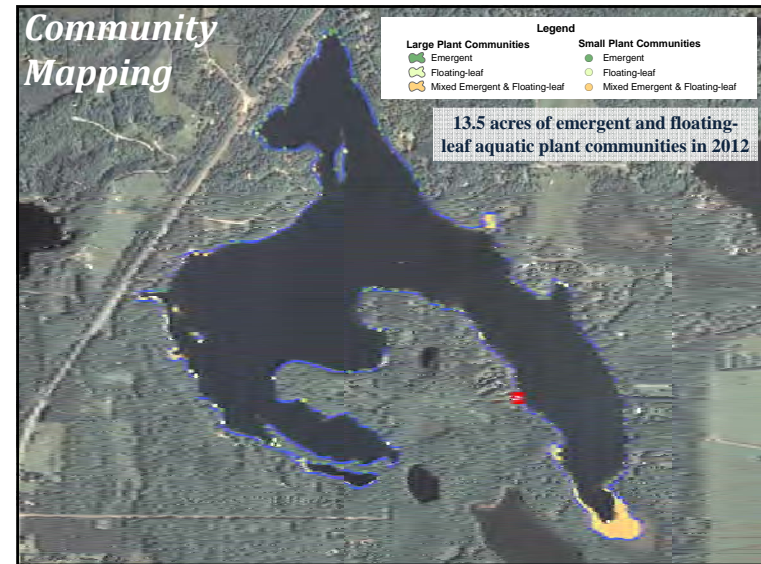 Community
Mapping
Legend
Large Plant Communities
Emergent
Floating-leaf
Mixed Emergent & Floating-leaf
Small Plant Communities
Emergent
Floating-leaf
Mixed Emergent & Floating-leaf
13.5 acres of emergent and floating-
leaf aquatic plant communities in 2012